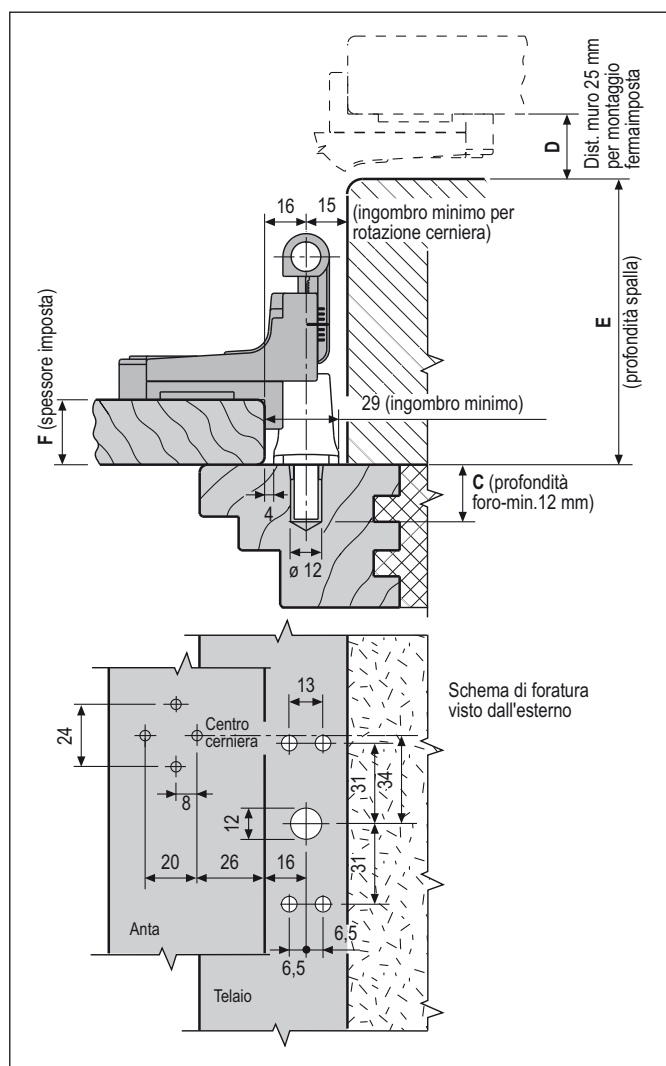 Dist. muro 25 mm
per montaggio
fermaimposta
D
16
15
(ingombro minimo per
rotazione cerniera)
E
(profondità spalla)
F (spessore imposta)
29 (ingombro minimo)
C (profondità
foro-min.12 mm)
4
ø 12
Schema di foratura
visto dall'esterno
13
Centro
cerniera
24
8
31
34
12
20
26
16
31
Anta
6,5
6,5
Telaio